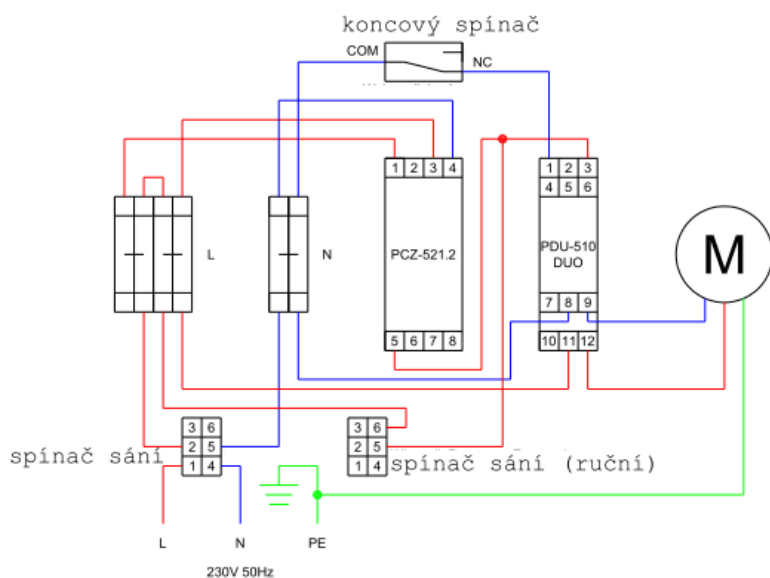 koncový spínač
COM
NC
1 2 3 4
1 2 3
4 5 6
L
N
PCZ-521.2
PDU-510
DUO
M
7 8 9
5 6 7 8
10 11 12
3 6
2 5
1 4
spínač sání
3 6
2 5
1 4
spínač sání (ruční)
L
N
PE
230V 50Hz